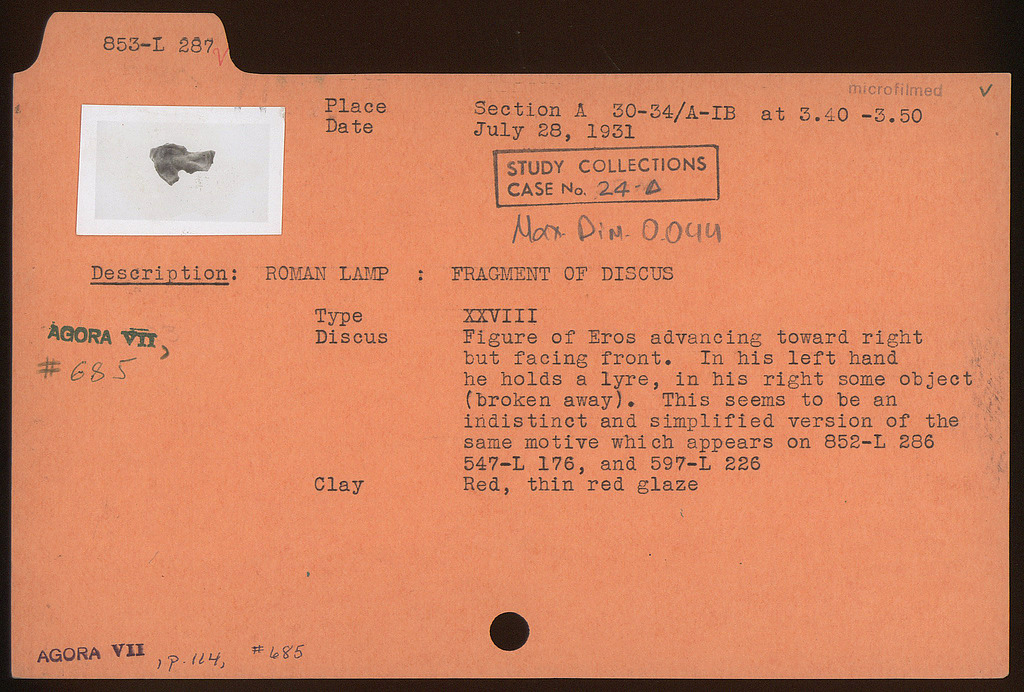 853-L 287
microfilmed
Place Section A 30-34/A-IB at 3.40 -3.50
Date July 28, 1931
STUDY COLLECTIONS
CASE No. 24-Δ
Max. Dim. 0.044
Description: ROMAN LAMP : FRAGMENT OF DISCUS
Type XXVIII
AGORA VII,
# 685
Discus Figure of Eros advancing toward right
but facing front. In his left hand
he holds a lyre, in his right some object
(broken away). This seems to be an
indistinct and simplified version of the
same motive which appears on 852-L 286
547-L 176, and 597-L 226
Clay Red, thin red glaze
AGORA VII, p. 114, #685